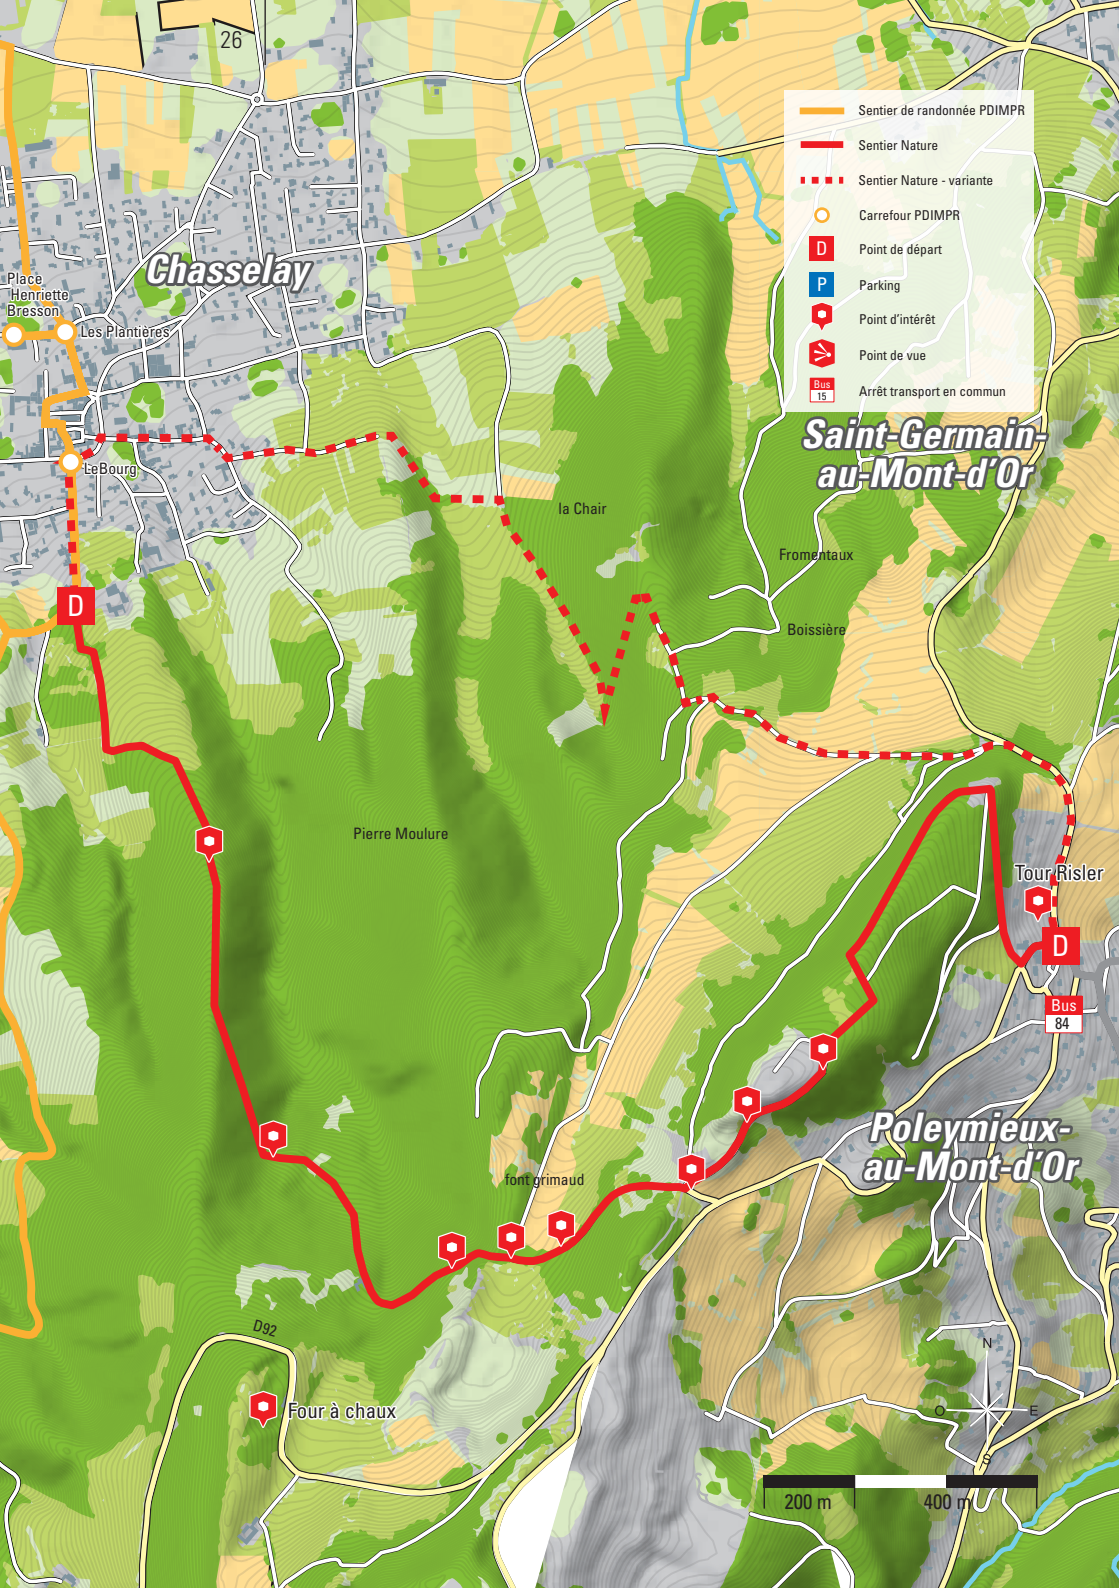 26
Sentier de randonnée PDIMPR
Sentier Nature
Sentier Nature - variante
Carrefour PDIMPR
D
Point de départ
P
Parking
Point d'intérêt
Point de vue
Bus
15
Arrêt transport en commun
Chasselay
Place
Henriette
Bresson
Les Plantières
LeBourg
Saint-Germain-
au-Mont-d'Or
la Chair
Fromentaux
Boissière
D
Pierre Moulure
Tour Risler
D
Bus
84
Poleymieux-
au-Mont-d'Or
font grimaud
D92
Four à chaux
N
O
E
S
200 m
400 m